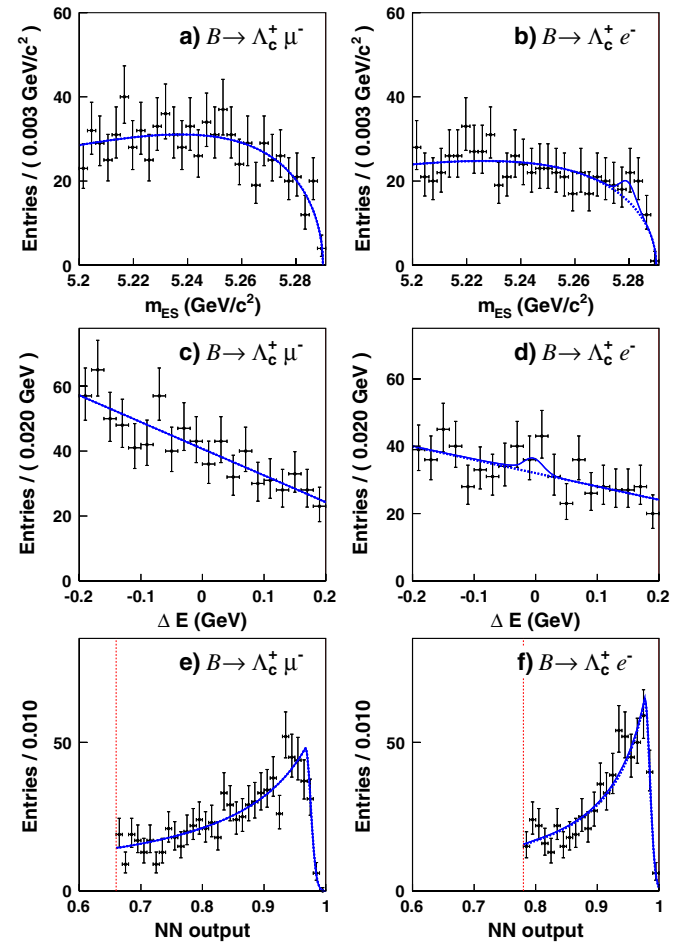 a) B→ Λc+ μ-
Entries / ( 0.003 GeV/c2 )
60
40
20
0
5.2 5.22 5.24 5.26 5.28
mES (GeV/c2)
b) B→ Λc+ e-
Entries / ( 0.003 GeV/c2 )
60
40
20
0
5.2 5.22 5.24 5.26 5.28
mES (GeV/c2)
c) B→ Λc+ μ-
Entries / ( 0.020 GeV )
60
40
20
0
-0.2 -0.1 0 0.1 0.2
Δ E (GeV)
d) B→ Λc+ e-
Entries / ( 0.020 GeV )
60
40
20
0
-0.2 -0.1 0 0.1 0.2
Δ E (GeV)
e) B→ Λc+ μ-
Entries / 0.010
50
0
0.6 0.7 0.8 0.9 1
NN output
f) B→ Λc+ e-
Entries / 0.010
50
0
0.6 0.7 0.8 0.9 1
NN output